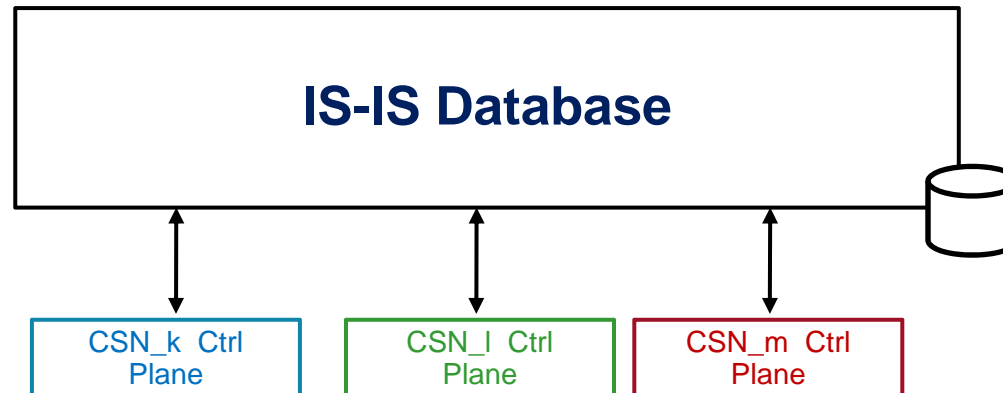 IS-IS Database
CSN_k Ctrl
Plane
CSN_l Ctrl
Plane
CSN_m Ctrl
Plane